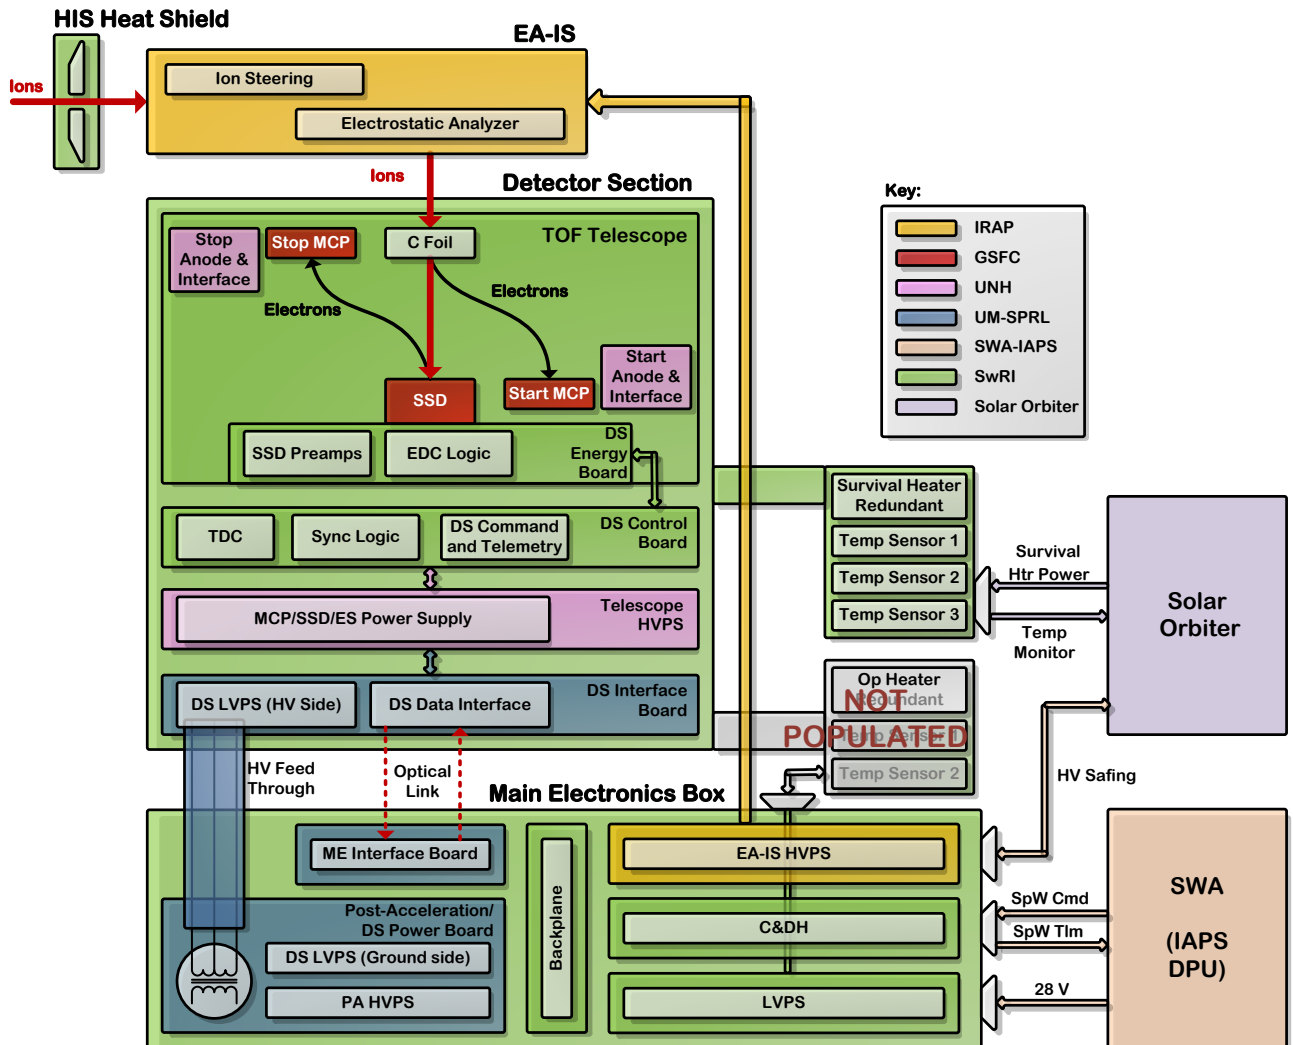 HIS Heat Shield
EA-IS
Ions
Ion Steering
Electrostatic Analyzer
Ions
Detector Section
Key:
IRAP
GSFC
UNH
UM-SPRL
SWA-IAPS
SwRI
Solar Orbiter
TOF Telescope
Stop
Anode &
Interface
Stop MCP
C Foil
Electrons
Electrons
Start
Anode &
Interface
SSD
Start MCP
SSD Preamps
EDC Logic
DS
Energy
Board
TDC
Sync Logic
DS Command
and Telemetry
DS Control
Board
MCP/SSD/ES Power Supply
Telescope
HVPS
DS LVPS (HV Side)
DS Data Interface
DS Interface
Board
Survival Heater
Redundant
Temp Sensor 1
Temp Sensor 2
Temp Sensor 3
Survival
Htr Power
Temp
Monitor
Solar
Orbiter
Op Heater
Redundant
Temp Sensor 1
Temp Sensor 2
NOT
POPULATED
HV Safing
HV Feed
Through
Optical
Link
Main Electronics Box
ME Interface Board
Post-Acceleration/
DS Power Board
DS LVPS (Ground side)
PA HVPS
Backplane
EA-IS HVPS
C&DH
LVPS
SpW Cmd
SpW Tlm
28 V
SWA
(IAPS
DPU)